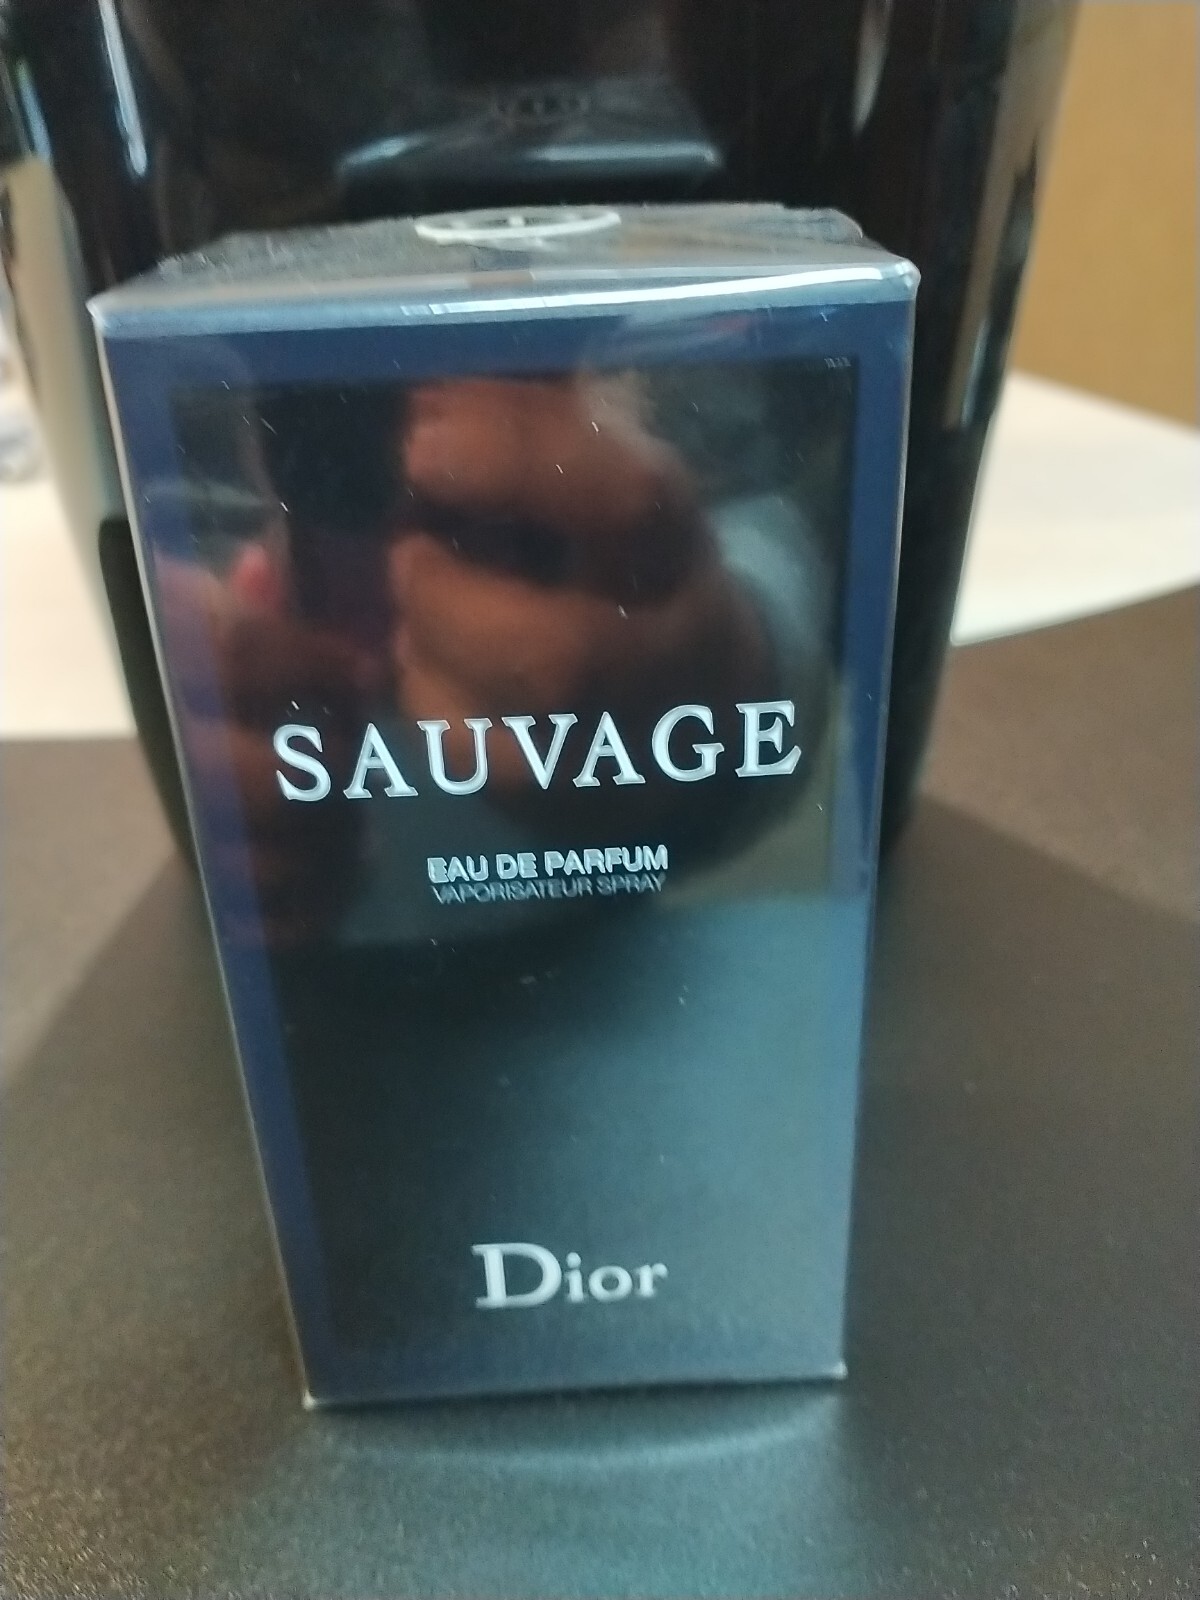 SAUVAGE
EAU DE PARFUM
VAPORISATEUR SPRAY
Dior